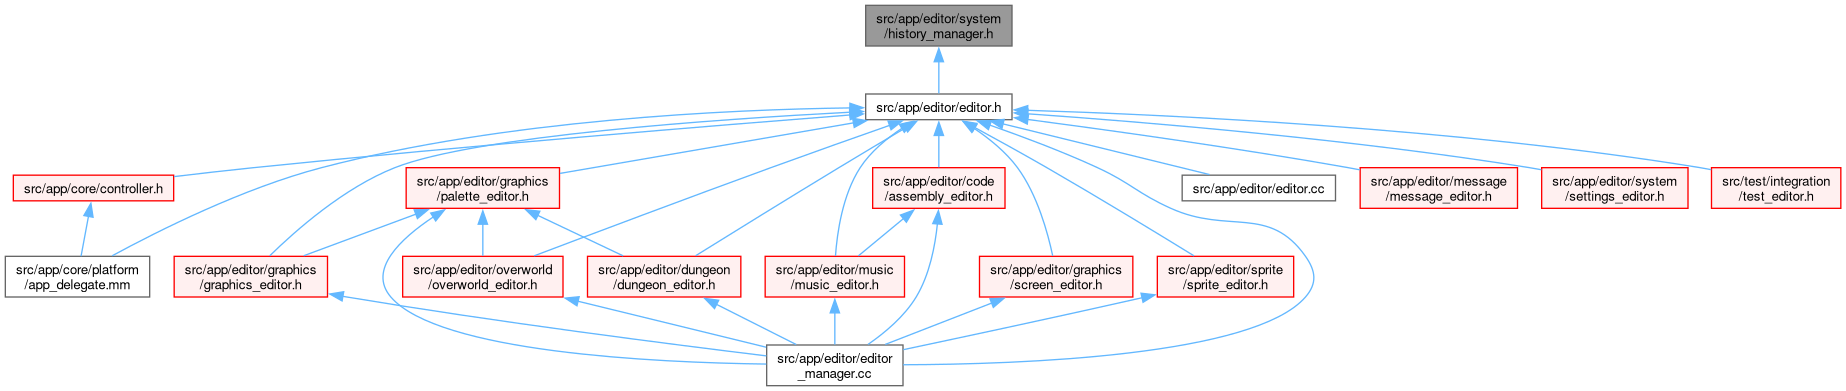 src/app/editor/system
/history_manager.h
src/app/editor/editor.h
src/app/core/controller.h
src/app/editor/graphics
/palette_editor.h
src/app/editor/code
/assembly_editor.h
src/app/editor/editor.cc
src/app/editor/message
/message_editor.h
src/app/editor/system
/settings_editor.h
src/test/integration
/test_editor.h
src/app/core/platform
/app_delegate.mm
src/app/editor/graphics
/graphics_editor.h
src/app/editor/overworld
/overworld_editor.h
src/app/editor/dungeon
/dungeon_editor.h
src/app/editor/music
/music_editor.h
src/app/editor/graphics
/screen_editor.h
src/app/editor/sprite
/sprite_editor.h
src/app/editor/editor
_manager.cc